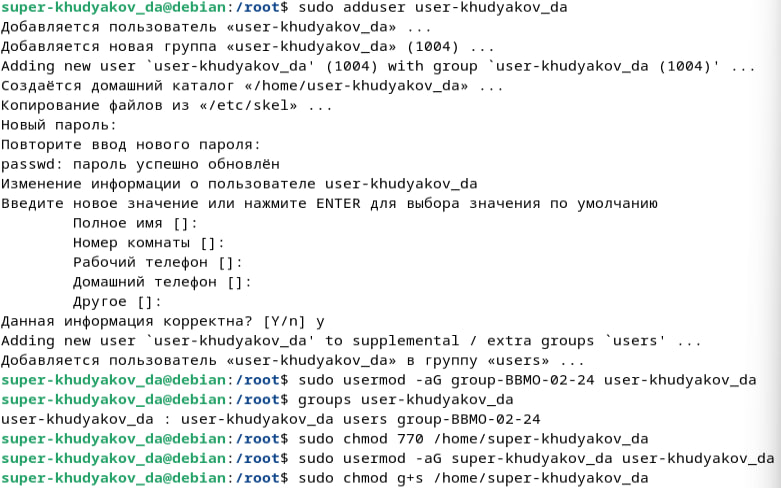 super-khudyakov_da@debian:/root$ sudo adduser user-khudyakov_da
Добавляется пользователь «user-khudyakov_da» ...
Добавляется новая группа «user-khudyakov_da» (1004) ...
Adding new user `user-khudyakov_da' (1004) with group `user-khudyakov_da (1004)' ...
Создаётся домашний каталог «/home/user-khudyakov_da» ...
Копирование файлов из «/etc/skel» ...
Новый пароль:
Повторите ввод нового пароля:
passwd: пароль успешно обновлён
Изменение информации о пользователе user-khudyakov_da
Введите новое значение или нажмите ENTER для выбора значения по умолчанию
Полное имя []:
Номер комнаты []:
Рабочий телефон []:
Домашний телефон []:
Другое []:
Данная информация корректна? [Y/n] y
Adding new user `user-khudyakov_da' to supplemental / extra groups `users' ...
Добавляется пользователь «user-khudyakov_da» в группу «users» ...
super-khudyakov_da@debian:/root$ sudo usermod -aG group-BBMO-02-24 user-khudyakov_da
super-khudyakov_da@debian:/root$ groups user-khudyakov_da
user-khudyakov_da : user-khudyakov_da users group-BBMO-02-24
super-khudyakov_da@debian:/root$ sudo chmod 770 /home/super-khudyakov_da
super-khudyakov_da@debian:/root$ sudo usermod -aG super-khudyakov_da user-khudyakov_da
super-khudyakov_da@debian:/root$ sudo chmod g+s /home/super-khudyakov_da